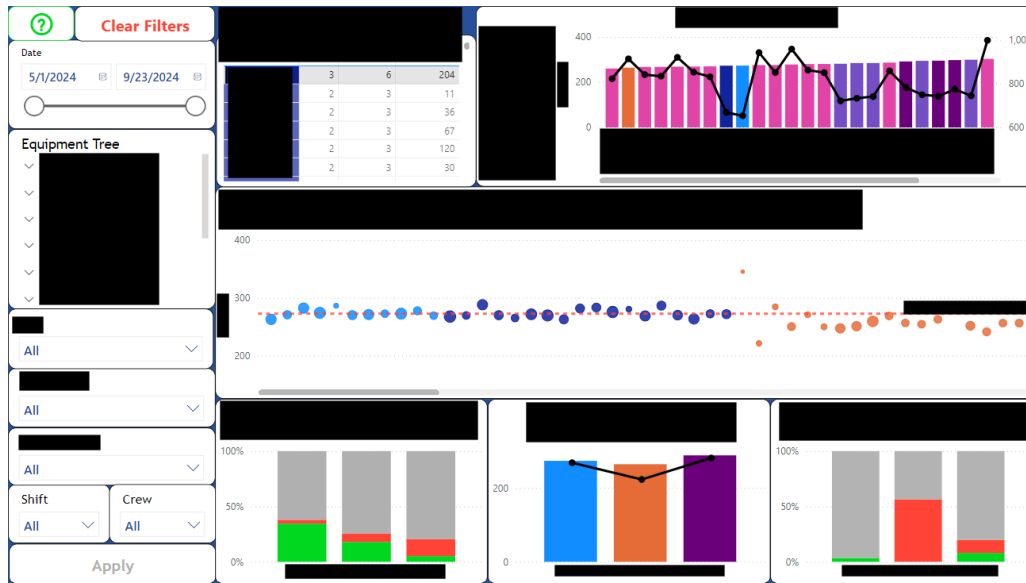 ?
Clear Filters
Date
5/1/2024
9/23/2024
Equipment Tree
All
All
All
Shift
Crew
All
All
Apply
3 6 204
2 3 11
2 3 36
2 3 67
2 3 120
2 3 30
400
200
0
1,00
800
600
400
300
200
100%
50%
0%
200
0
100%
50%
0%